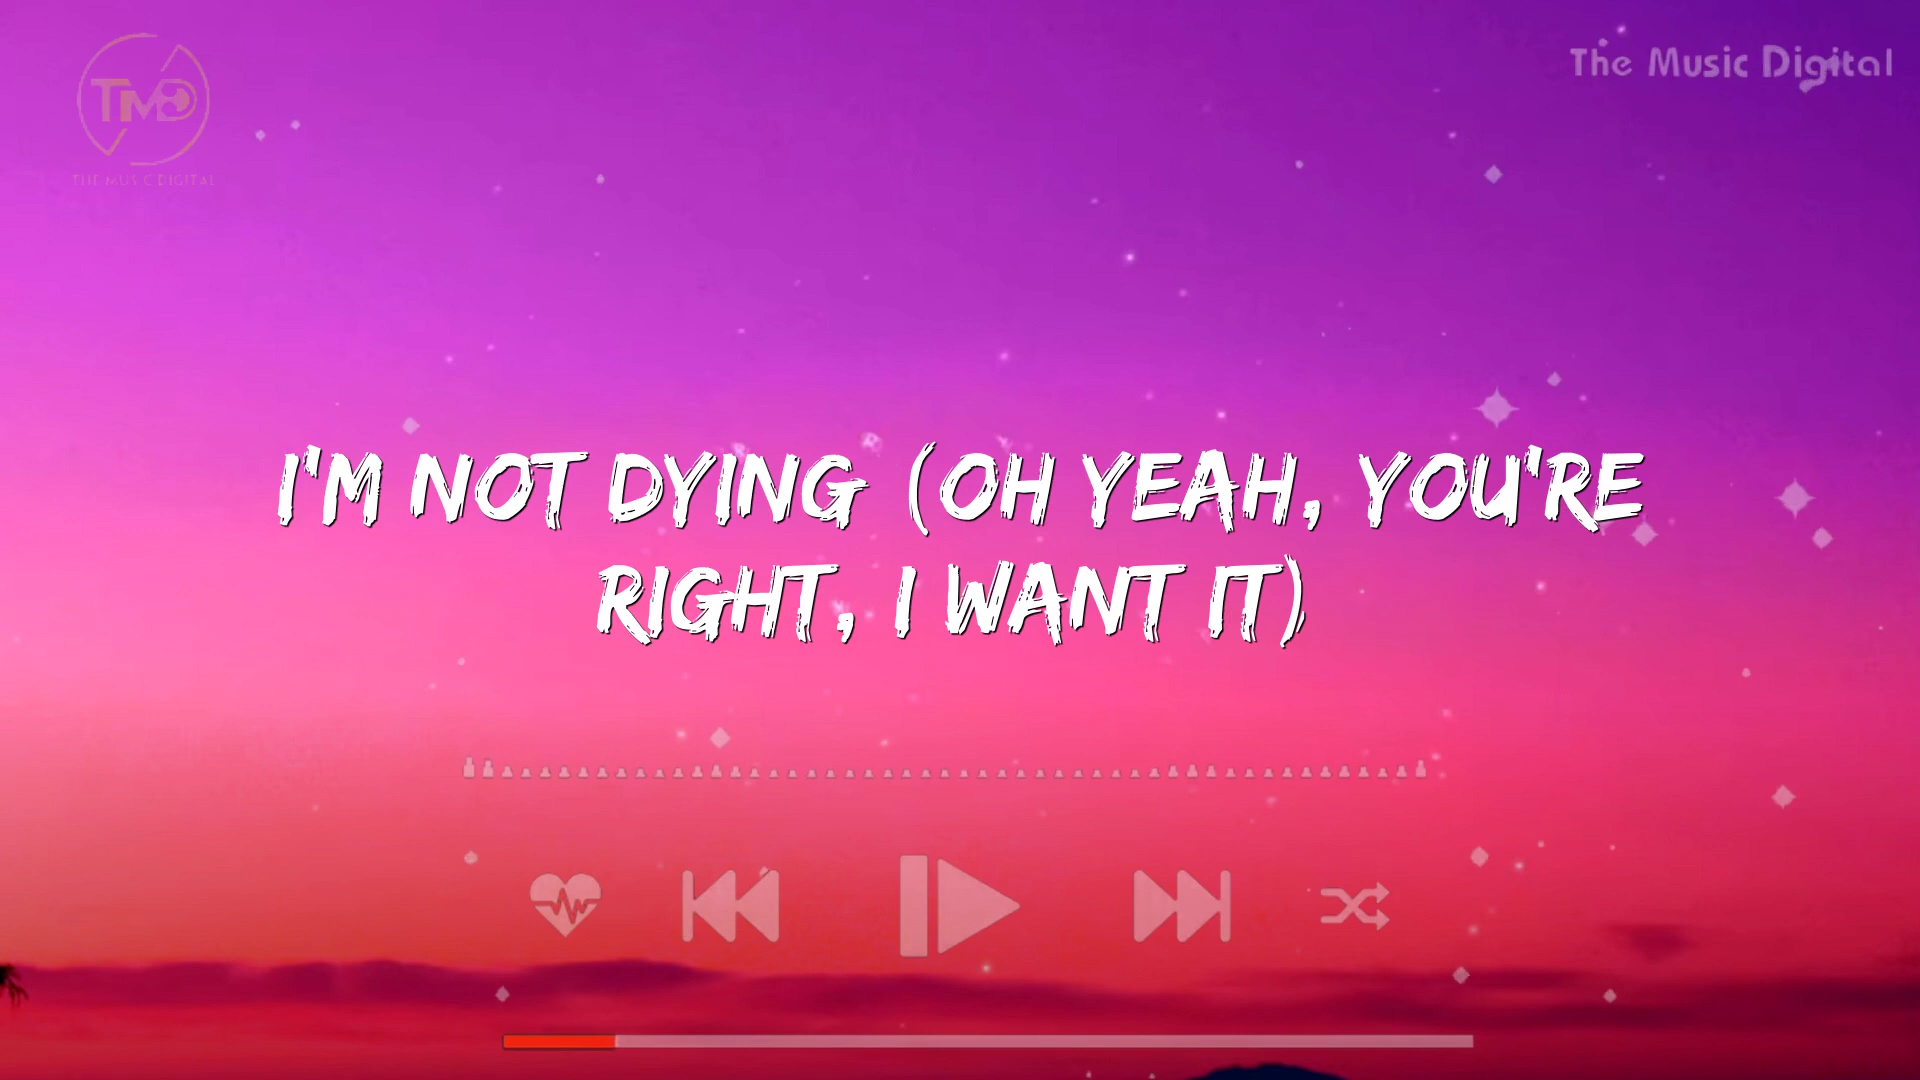 TMD
THE MUSIC DIGITAL
The Music Digital
I'M NOT DYING (OH YEAH, YOU'RE
RIGHT, I WANT IT)